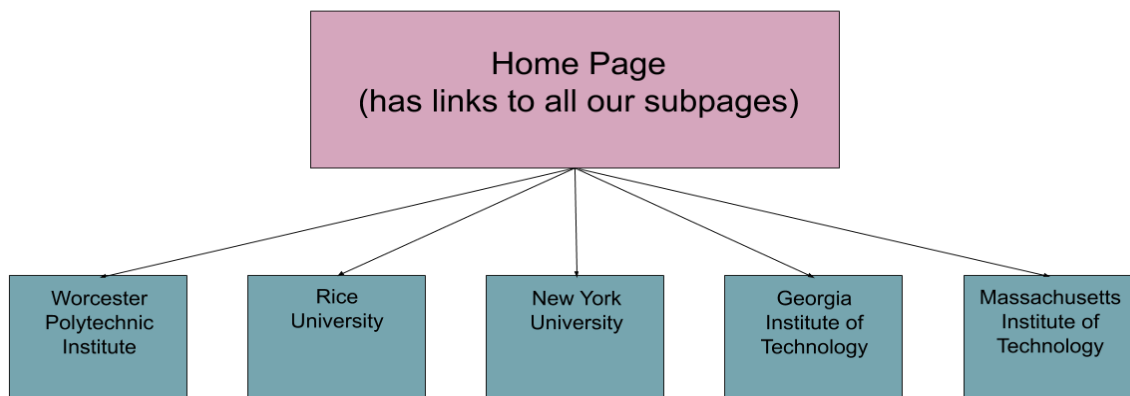 Home Page
(has links to all our subpages)
Worcester
Polytechnic
Institute
Rice
University
New York
University
Georgia
Institute of
Technology
Massachusetts
Institute of
Technology